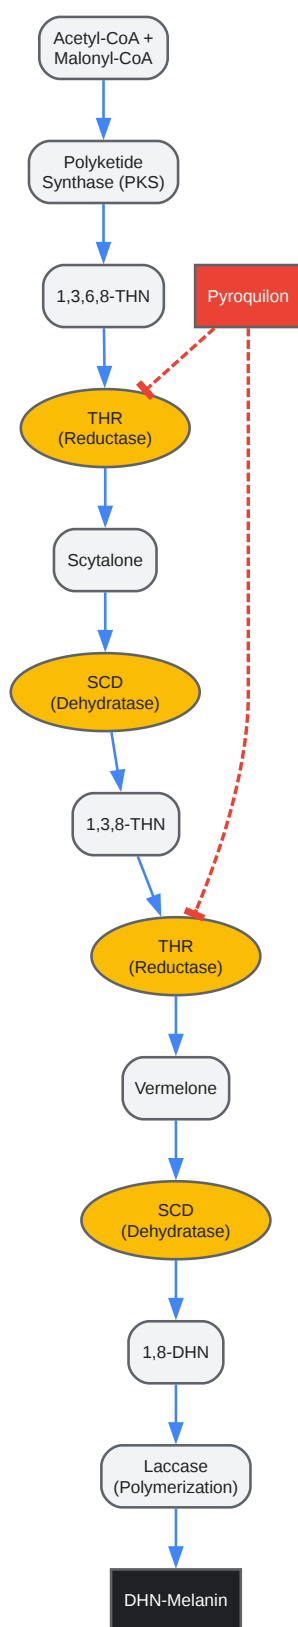 Acetyl-CoA +
Malonyl-CoA
Polyketide
Synthase (PKS)
1,3,6,8-THN
Pyroquilon
THR
(Reductase)
Scytalone
SCD
(Dehydratase)
1,3,8-THN
THR
(Reductase)
Vermelone
SCD
(Dehydratase)
1,8-DHN
Laccase
(Polymerization)
DHN-Melanin